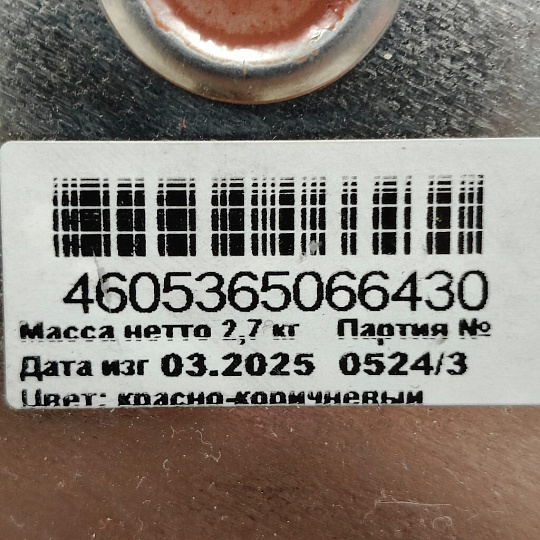 4605365066430
Масса нетто 2,7 кг Партия №
Дата изг 03.2025 0524/3
Цвет: красно-коричневый